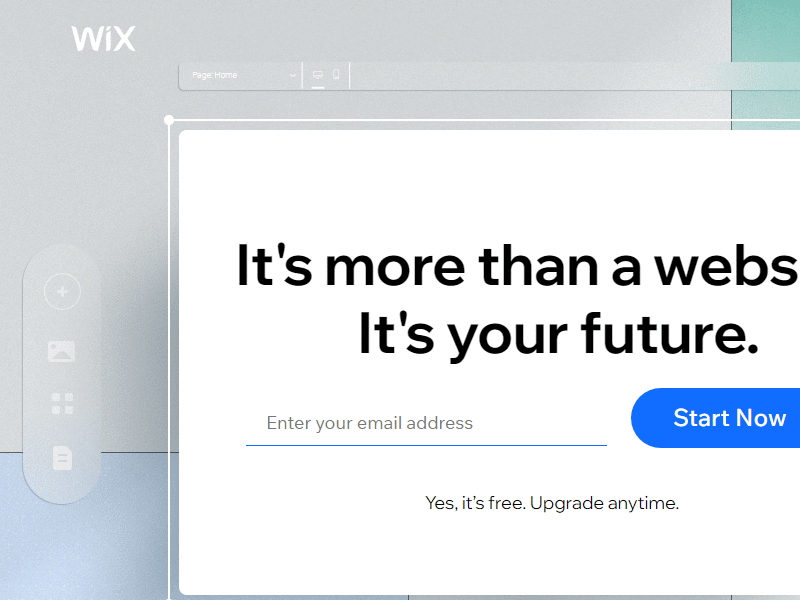 WiX
Page: Home
It's more than a webs
It's your future.
Enter your email address
Start Now
Yes, it's free. Upgrade anytime.